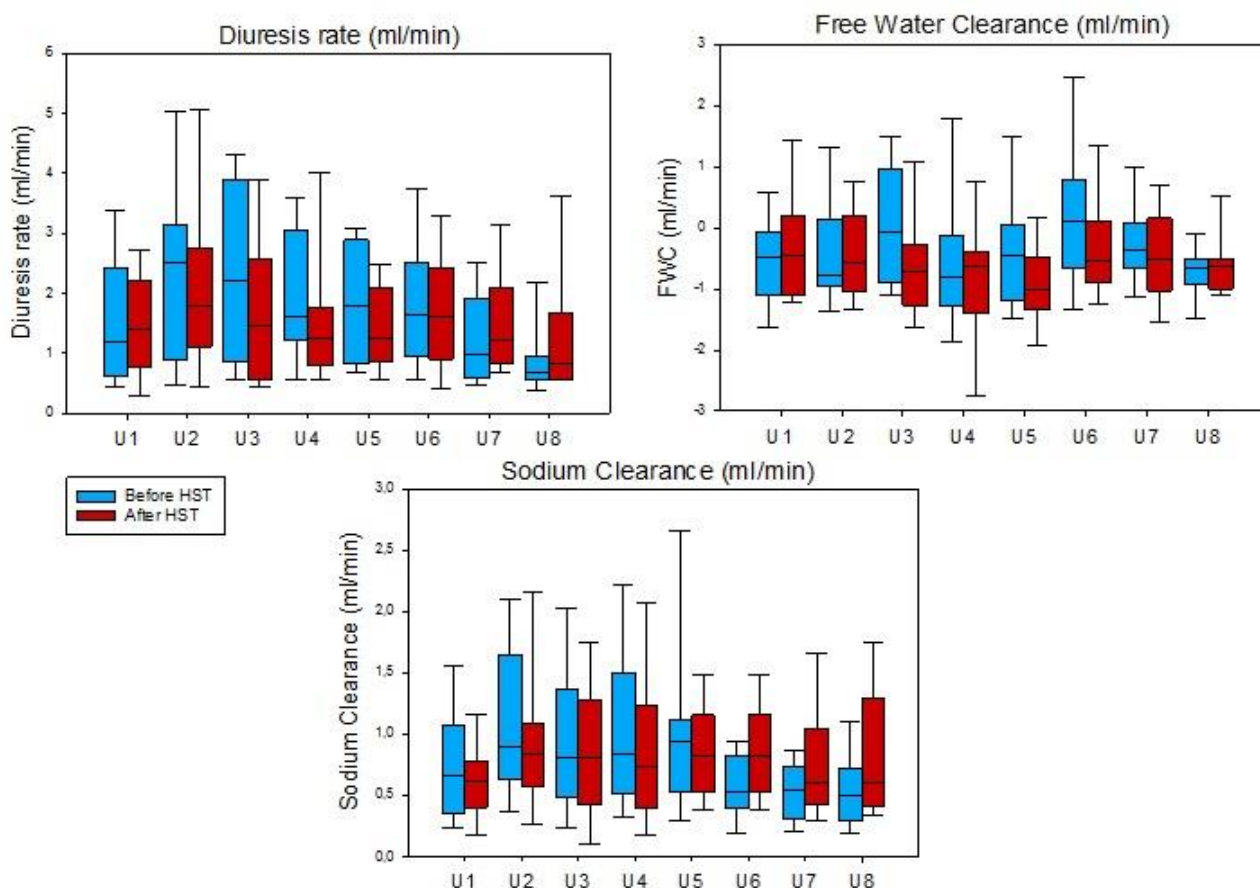 Diuresis rate (ml/min)
Diuresis rate (ml/min)
6
5
4
3
2
1
0
U1 U2 U3 U4 U5 U6 U7 U8
Free Water Clearance (ml/min)
FWC (ml/min)
3
2
1
0
-1
-2
-3
U1 U2 U3 U4 U5 U6 U7 U8
Before HST
After HST
Sodium Clearance (ml/min)
Sodium Clearance (ml/min)
3,0
2,5
2,0
1,5
1,0
0,5
0,0
U1 U2 U3 U4 U5 U6 U7 U8